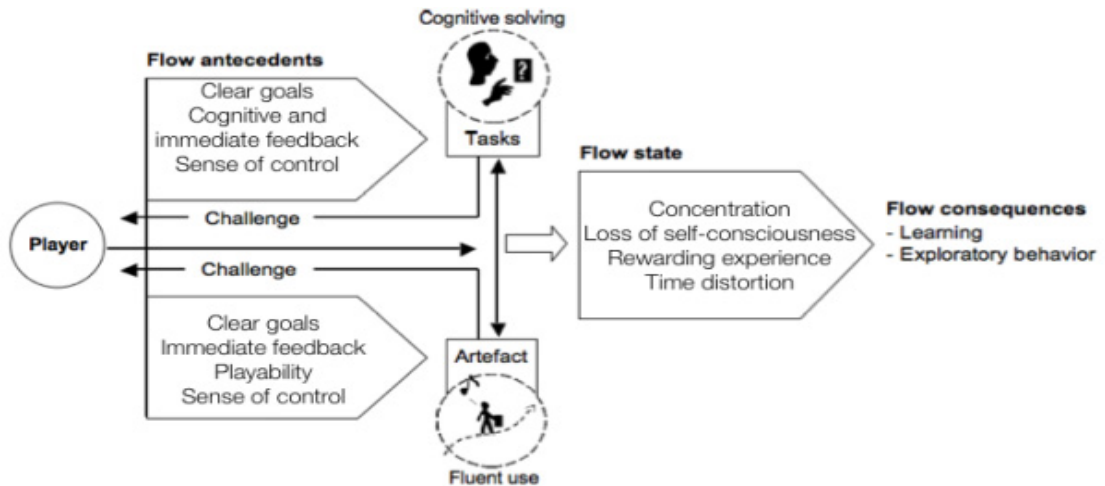 Cognitive solving
Flow antecedents
Clear goals
Cognitive and
immediate feedback
Sense of control
?
Tasks
Challenge
Player
Challenge
Clear goals
Immediate feedback
Playability
Sense of control
Artefact
Fluent use
Flow state
Concentration
Loss of self-consciousness
Rewarding experience
Time distortion
Flow consequences
- Learning
- Exploratory behavior